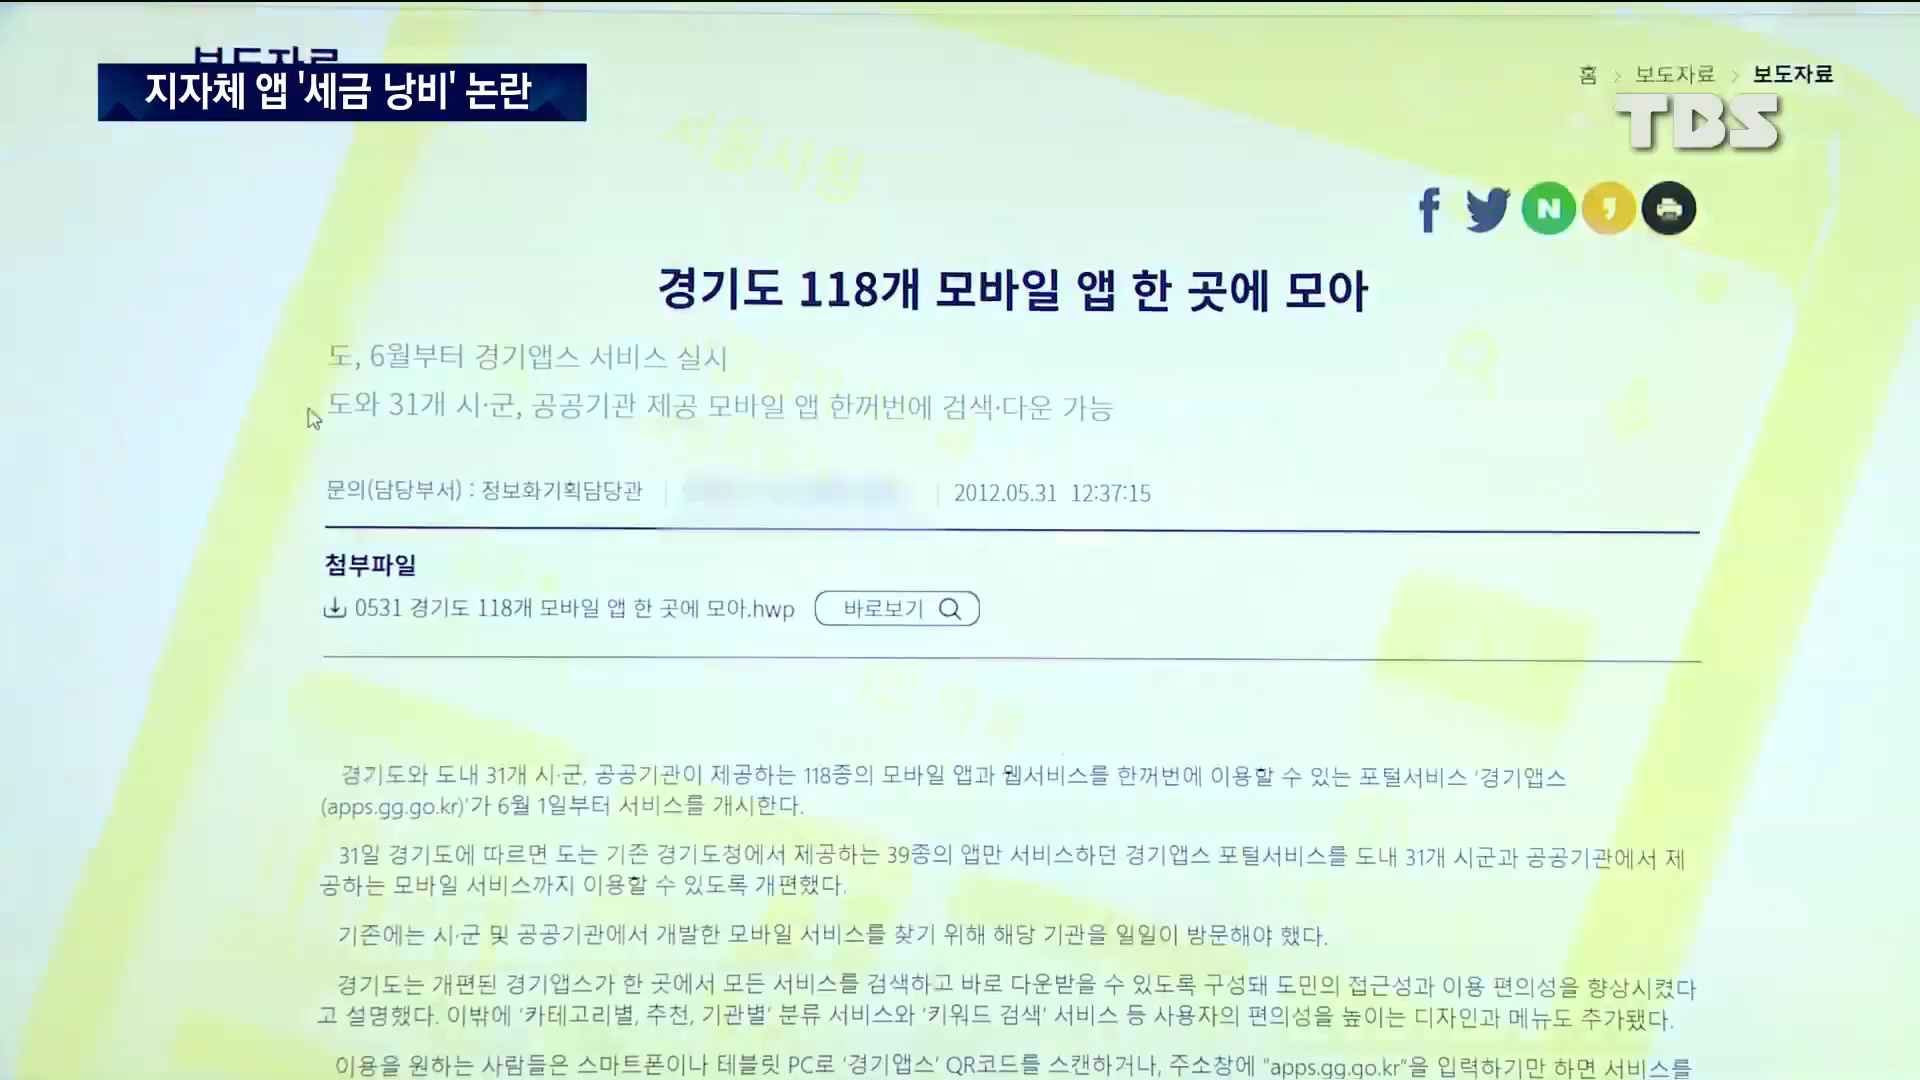 보도자료
지자체 앱 '세금 낭비' 논란
홈 > 보도자료 > 보도자료
TBS
서울시청
경기도 118개 모바일 앱 한 곳에 모아
도, 6월부터 경기앱스 서비스 실시
도와 31개 시·군, 공공기관 제공 모바일 앱 한꺼번에 검색·다운 가능
문의(담당부서) : 정보화기획담당관
2012.05.31 12:37:15
첨부파일
0531 경기도 118개 모바일 앱 한 곳에 모아.hwp 바로보기
경기도와 도내 31개 시·군, 공공기관이 제공하는 118종의 모바일 앱과 웹서비스를 한꺼번에 이용할 수 있는 포털서비스 '경기앱스
(apps.gg.go.kr)'가 6월 1일부터 서비스를 개시한다.
31일 경기도에 따르면 도는 기존 경기도청에서 제공하는 39종의 앱만 서비스하던 경기앱스 포털서비스를 도내 31개 시군과 공공기관에서 제
공하는 모바일 서비스까지 이용할 수 있도록 개편했다.
기존에는 시·군 및 공공기관에서 개발한 모바일 서비스를 찾기 위해 해당 기관을 일일이 방문해야 했다.
경기도는 개편된 경기앱스가 한 곳에서 모든 서비스를 검색하고 바로 다운받을 수 있도록 구성돼 도민의 접근성과 이용 편의성을 향상시켰다
고 설명했다. 이밖에 '카테고리별, 추천, 기관별' 분류 서비스와 '키워드 검색' 서비스 등 사용자의 편의성을 높이는 디자인과 메뉴도 추가됐다.
이용을 원하는 사람들은 스마트폰이나 테블릿 PC로 '경기앱스' QR코드를 스캔하거나, 주소창에 "apps.gg.go.kr"을 입력하기만 하면 서비스를